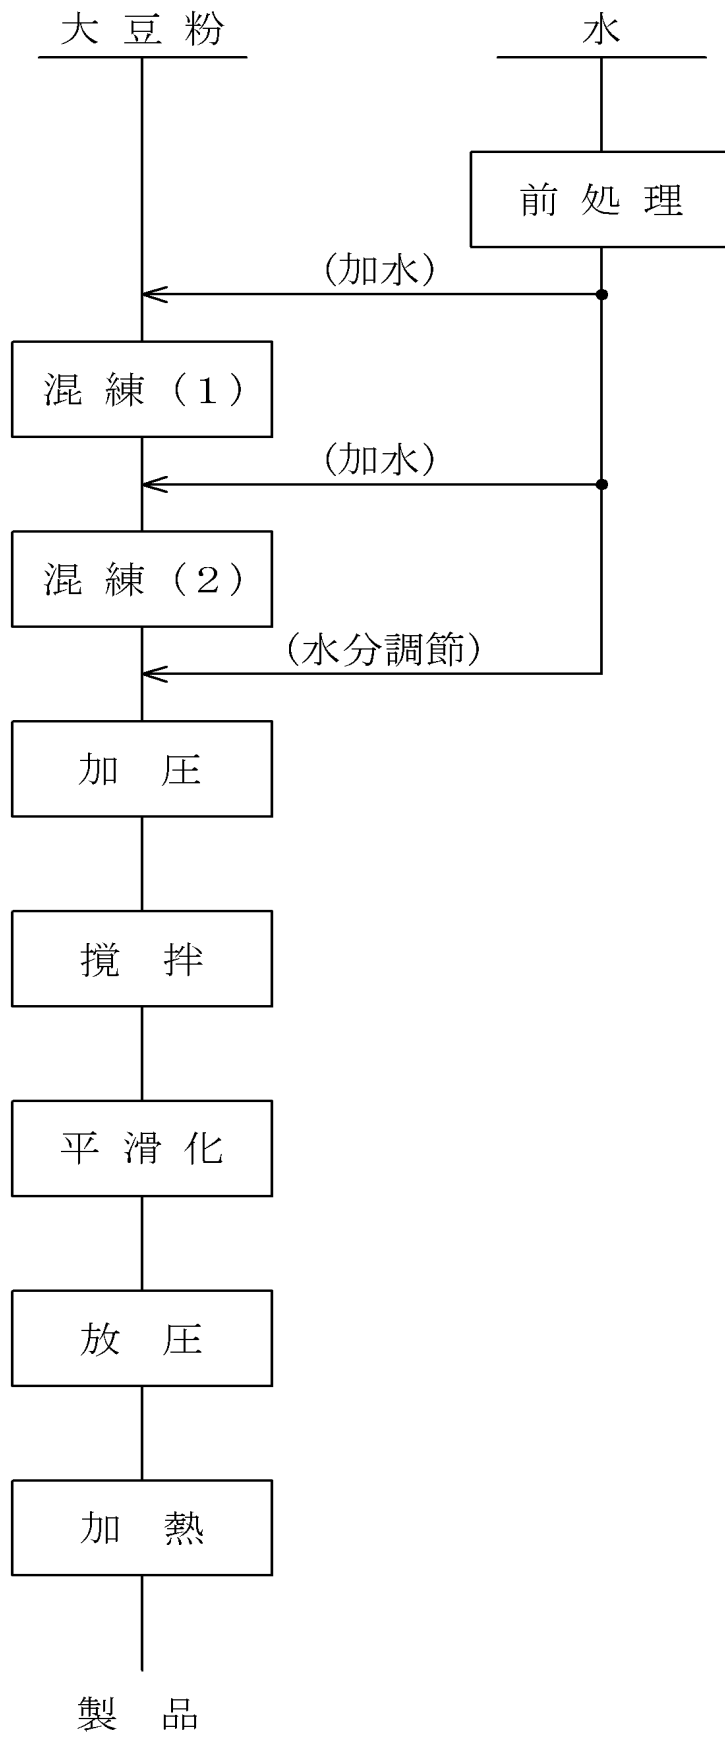 大豆粉
水
前処理
(加水)
混練(1)
(加水)
混練(2)
(水分調節)
加圧
撹拌
平滑化
放圧
加熱
製品